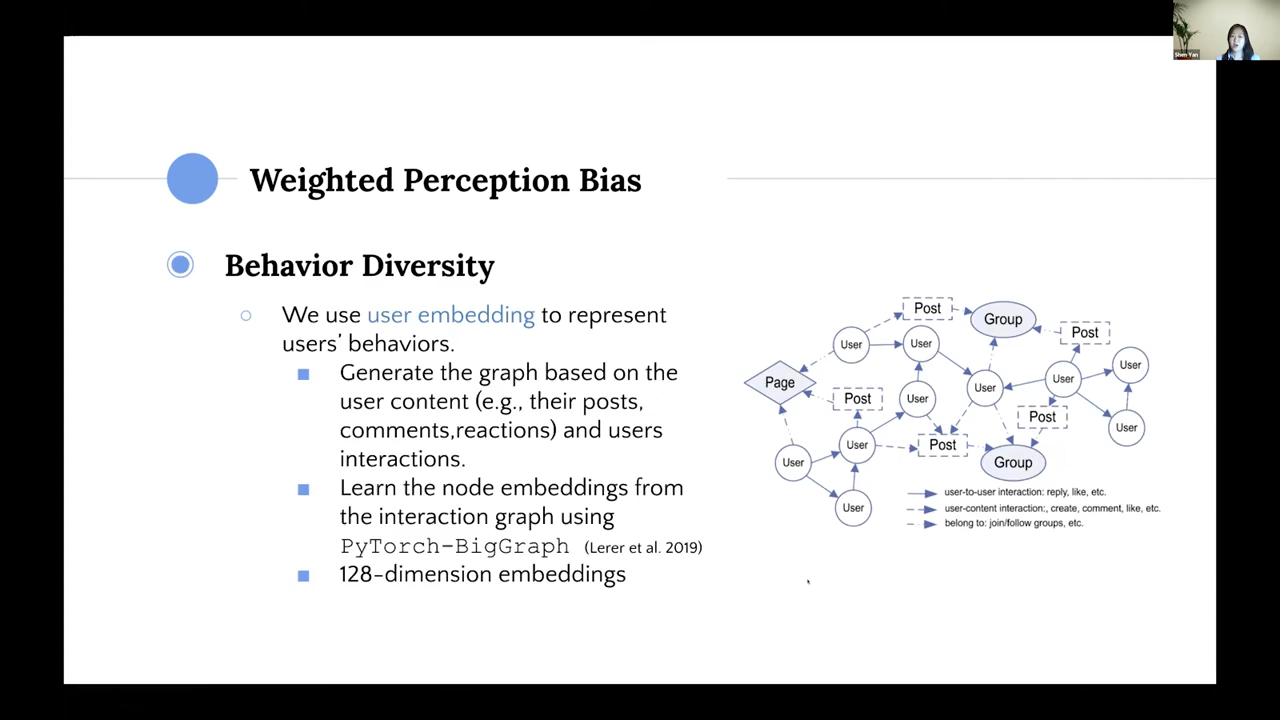 Shen Yan
Weighted Perception Bias
Behavior Diversity
We use user embedding to represent
users' behaviors.
Generate the graph based on the
user content (e.g., their posts,
comments,reactions) and users
interactions.
Learn the node embeddings from
the interaction graph using
PyTorch-BigGraph (Lerer et al. 2019)
128-dimension embeddings
Post
Group
Post
User
User
User
Page
User
User
Post
User
Post
User
User
Post
User
Group
User
user-to-user interaction: reply, like, etc.
user-content interaction:, create, comment, like, etc.
belong to: join/follow groups, etc.